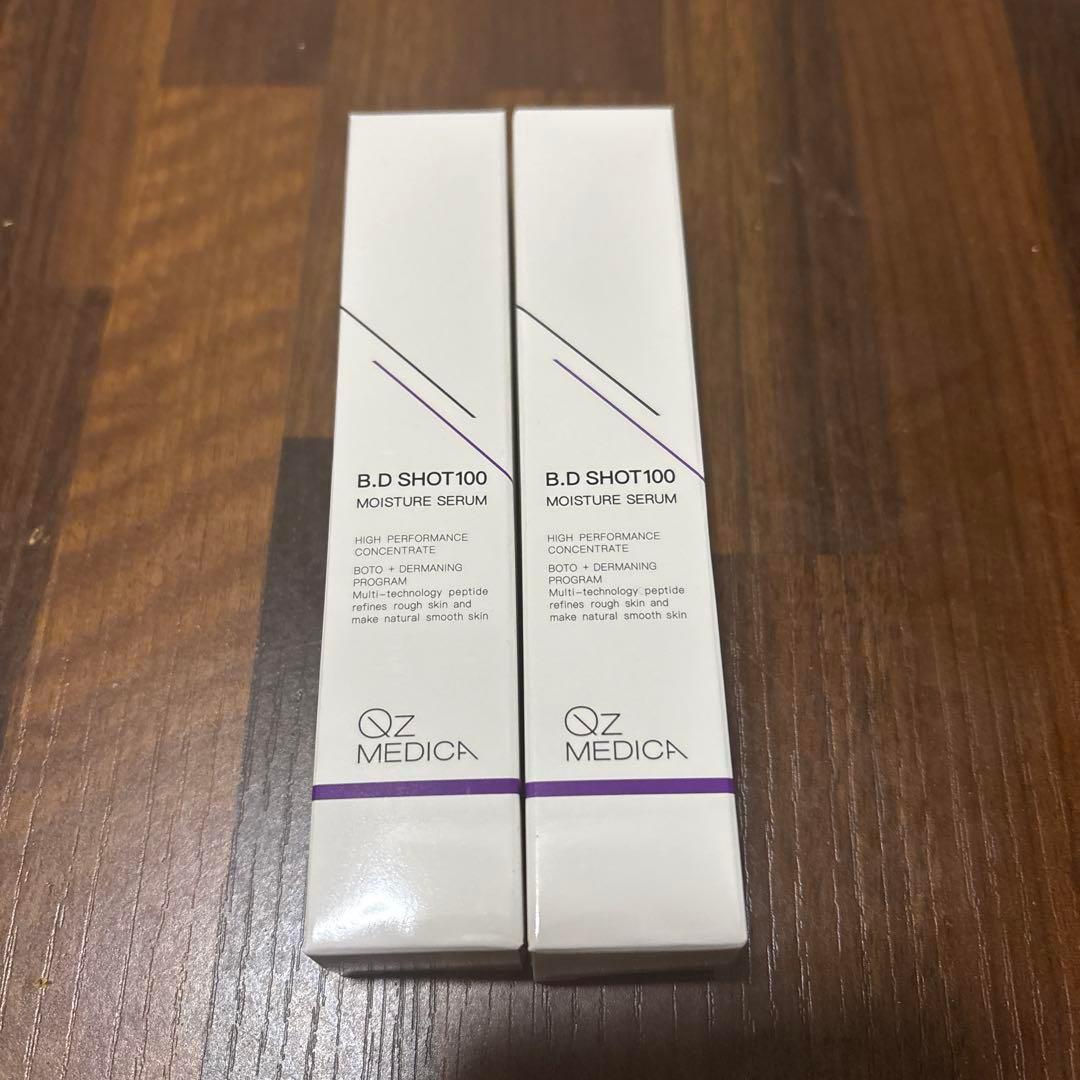 B.D SHOT100
MOISTURE SERUM
HIGH PERFORMANCE
CONCENTRATE
BOTO + DERMANING
PROGRAM
Multi-technology peptide
refines rough skin and
make natural smooth skin
Qz
MEDICA
B.D SHOT100
MOISTURE SERUM
HIGH PERFORMANCE
CONCENTRATE
BOTO + DERMANING
PROGRAM
Multi-technology peptide
refines rough skin and
make natural smooth skin
Qz
MEDICA